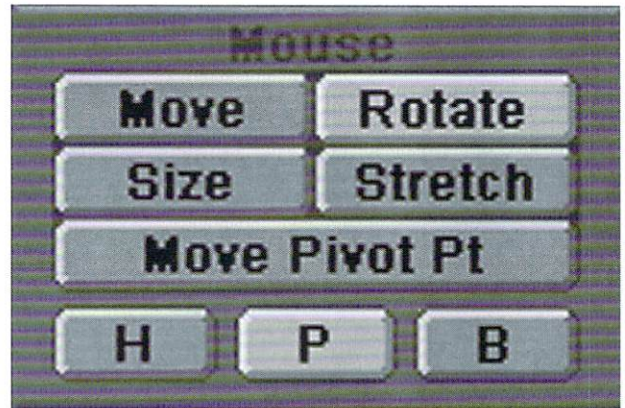 Mouse
Move Rotate
Size Stretch
Move Pivot Pt
H P B